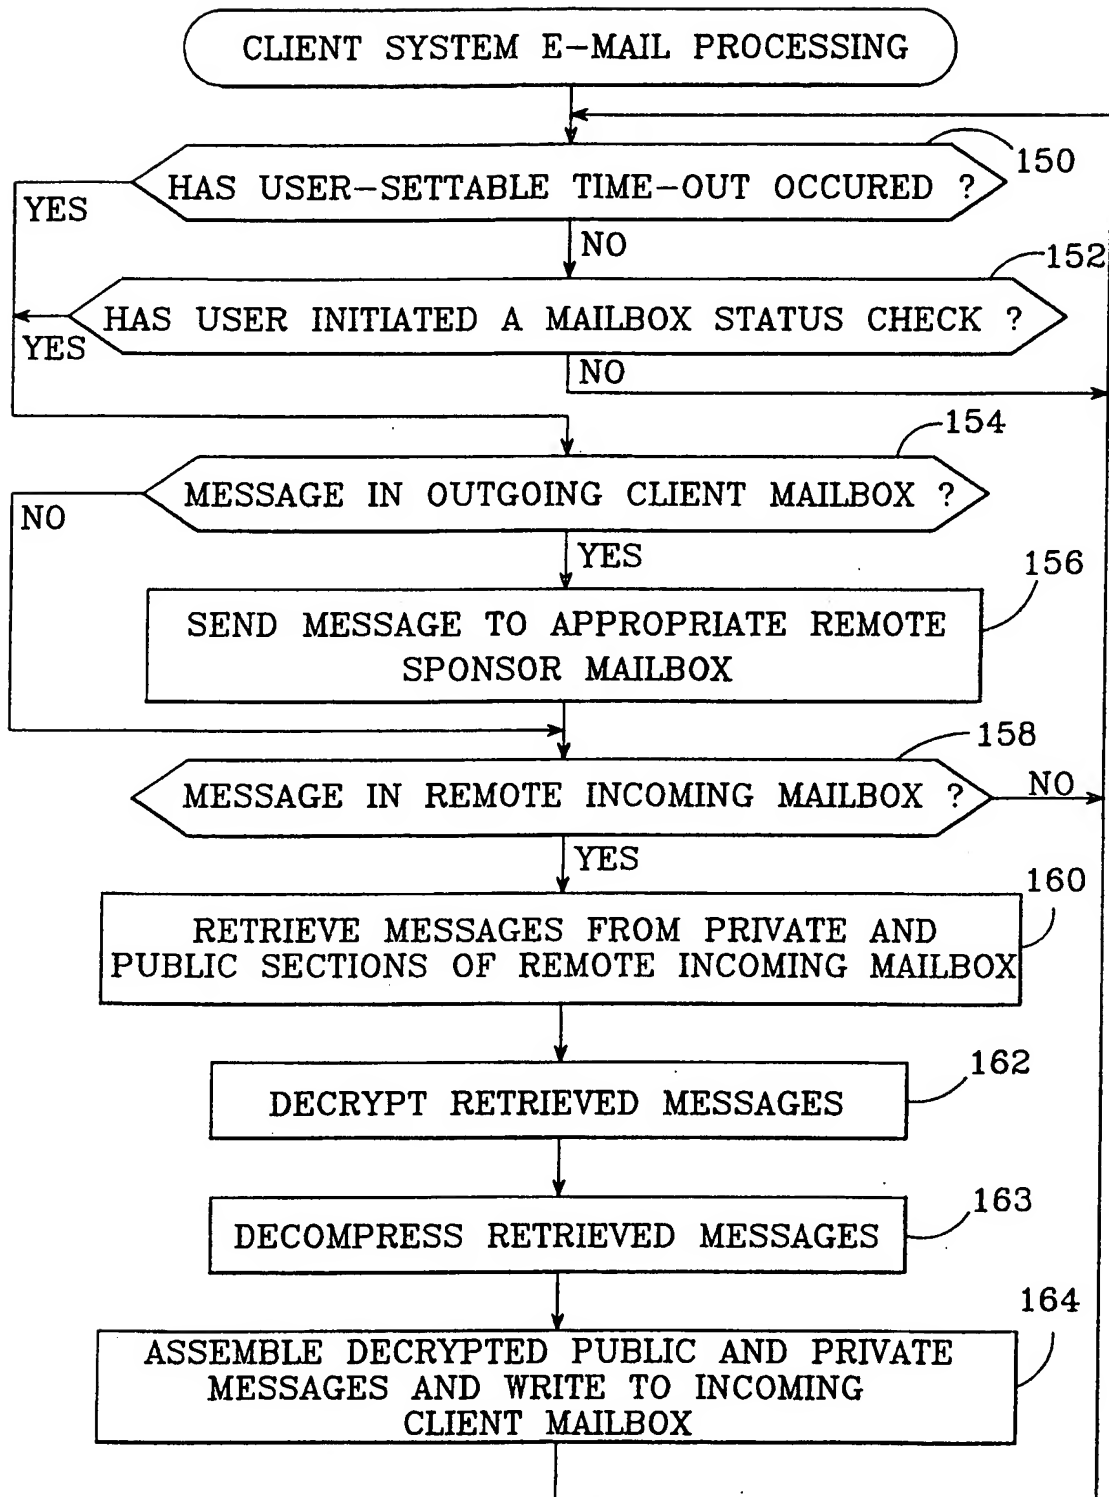 CLIENT SYSTEM E-MAIL PROCESSING
150
HAS USER-SETTABLE TIME-OUT OCCURED ?
YES
NO
152
HAS USER INITIATED A MAILBOX STATUS CHECK ?
YES
NO
154
MESSAGE IN OUTGOING CLIENT MAILBOX ?
NO
YES
156
SEND MESSAGE TO APPROPRIATE REMOTE
SPONSOR MAILBOX
158
MESSAGE IN REMOTE INCOMING MAILBOX ?
NO
YES
160
RETRIEVE MESSAGES FROM PRIVATE AND
PUBLIC SECTIONS OF REMOTE INCOMING MAILBOX
162
DECRYPT RETRIEVED MESSAGES
163
DECOMPRESS RETRIEVED MESSAGES
164
ASSEMBLE DECRYPTED PUBLIC AND PRIVATE
MESSAGES AND WRITE TO INCOMING
CLIENT MAILBOX